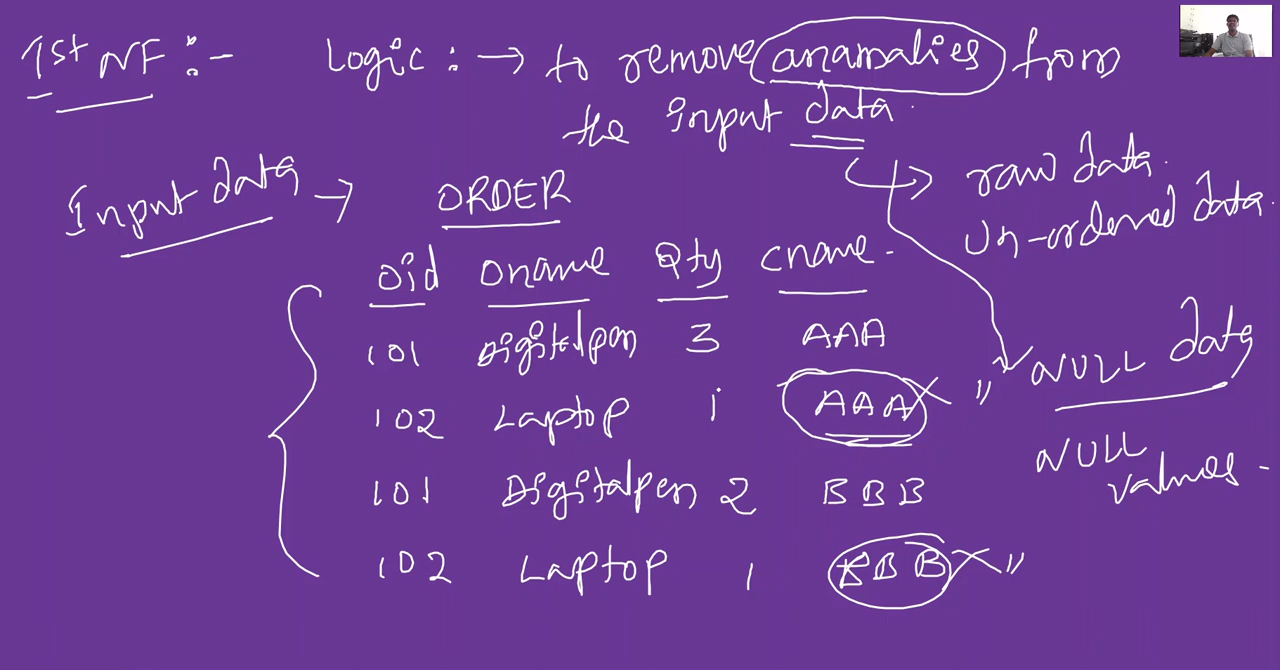 1st NF :- Logic : → to remove anamalies from
the input data.
→ raw data.
Un-ordered data.
Input data → ORDER
oid oname Qty cname
101 Digitalpen 3 AAA
102 Laptop 1 AAA X "
NULL data
101 Digitalpen 2 BBB
NULL values
102 Laptop 1 BBB X "